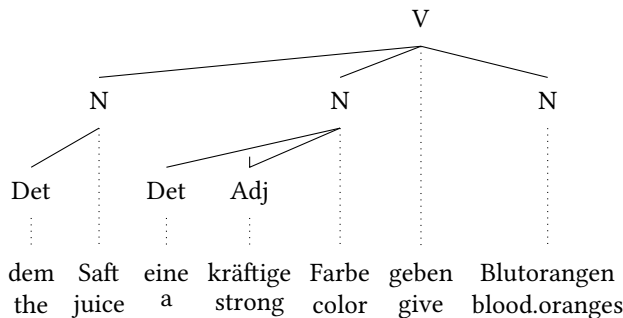 V
N N N
Det Det Adj
dem Saft eine kräftige Farbe geben Blutorangen
the juice a strong color give blood.oranges